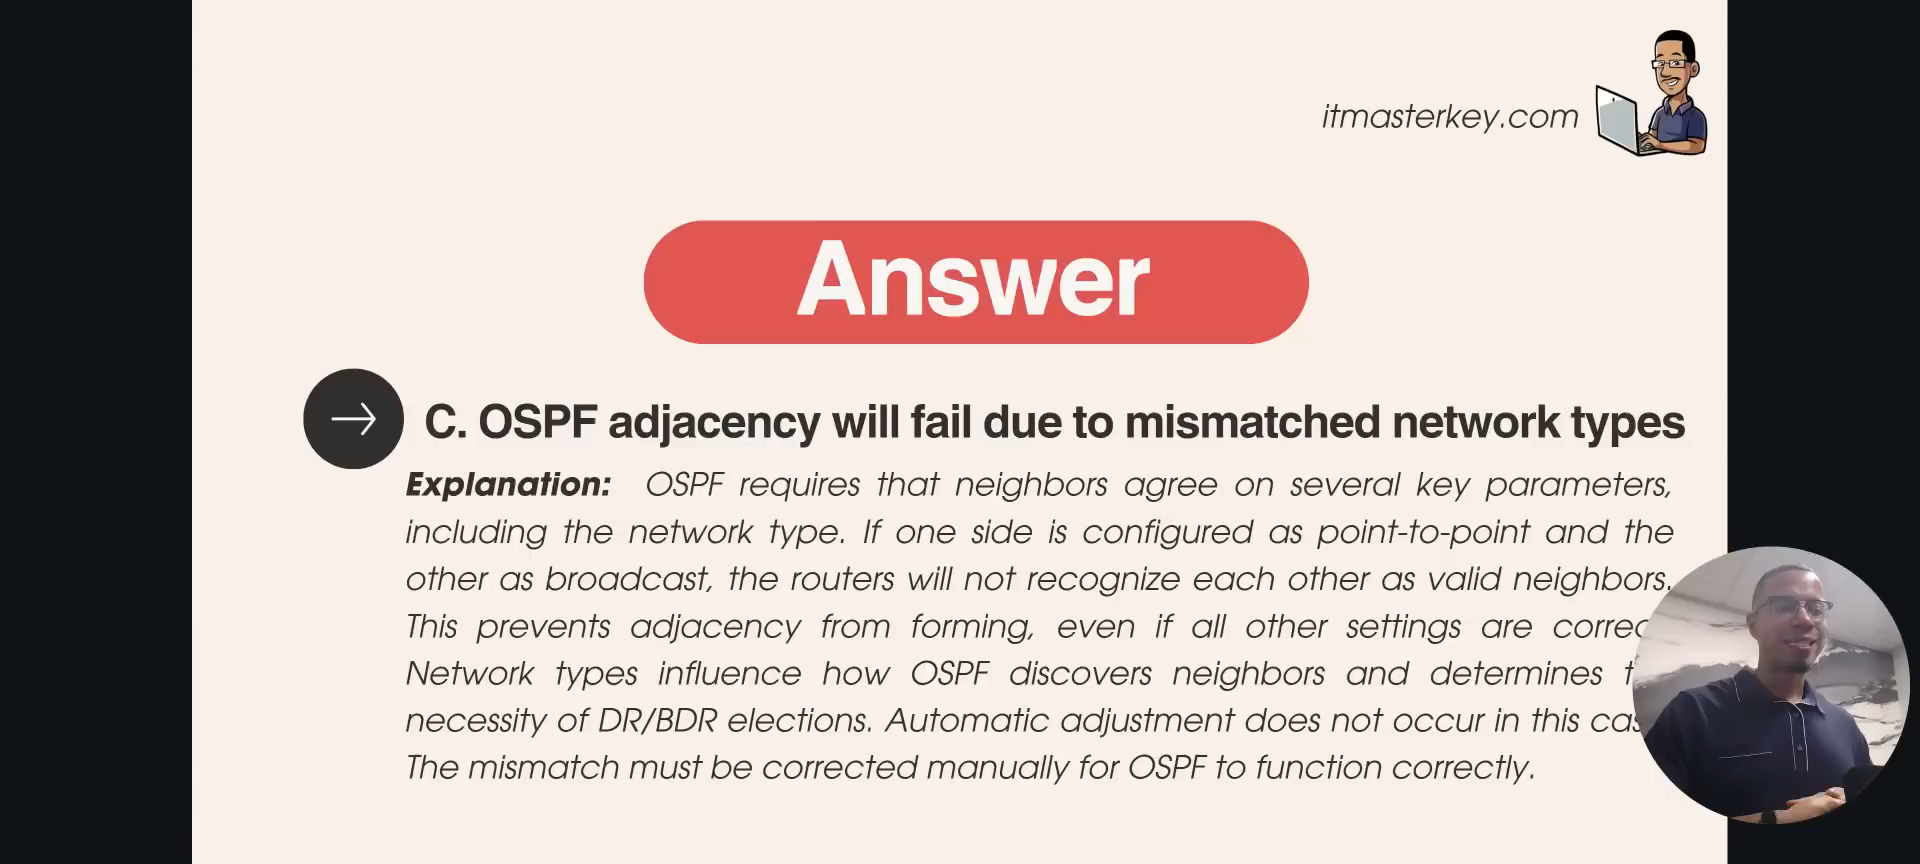 itmasterkey.com
Answer
C. OSPF adjacency will fail due to mismatched network types
Explanation: OSPF requires that neighbors agree on several key parameters,
including the network type. If one side is configured as point-to-point and the
other as broadcast, the routers will not recognize each other as valid neighbors.
This prevents adjacency from forming, even if all other settings are
Network types influence how OSPF discovers neighbors and determines
necessity of DR/BDR elections. Automatic adjustment does not occur in this
The mismatch must be corrected manually for OSPF to function correctly.